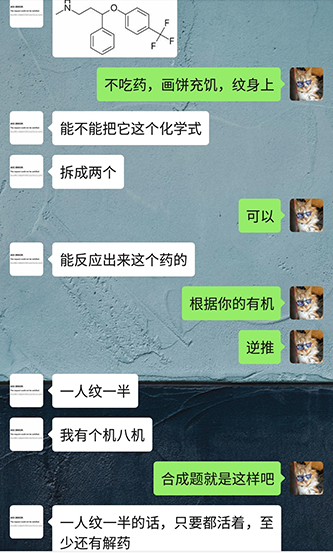 N
H
O
F
F
F
不吃药，画饼充饥，纹身上
能不能把它这个化学式
拆成两个
可以
能反应出来这个药的
根据你的有机
逆推
一人纹一半
我有个机八机
合成题就是这样吧
一人纹一半的话，只要都活着，至
少还有解药